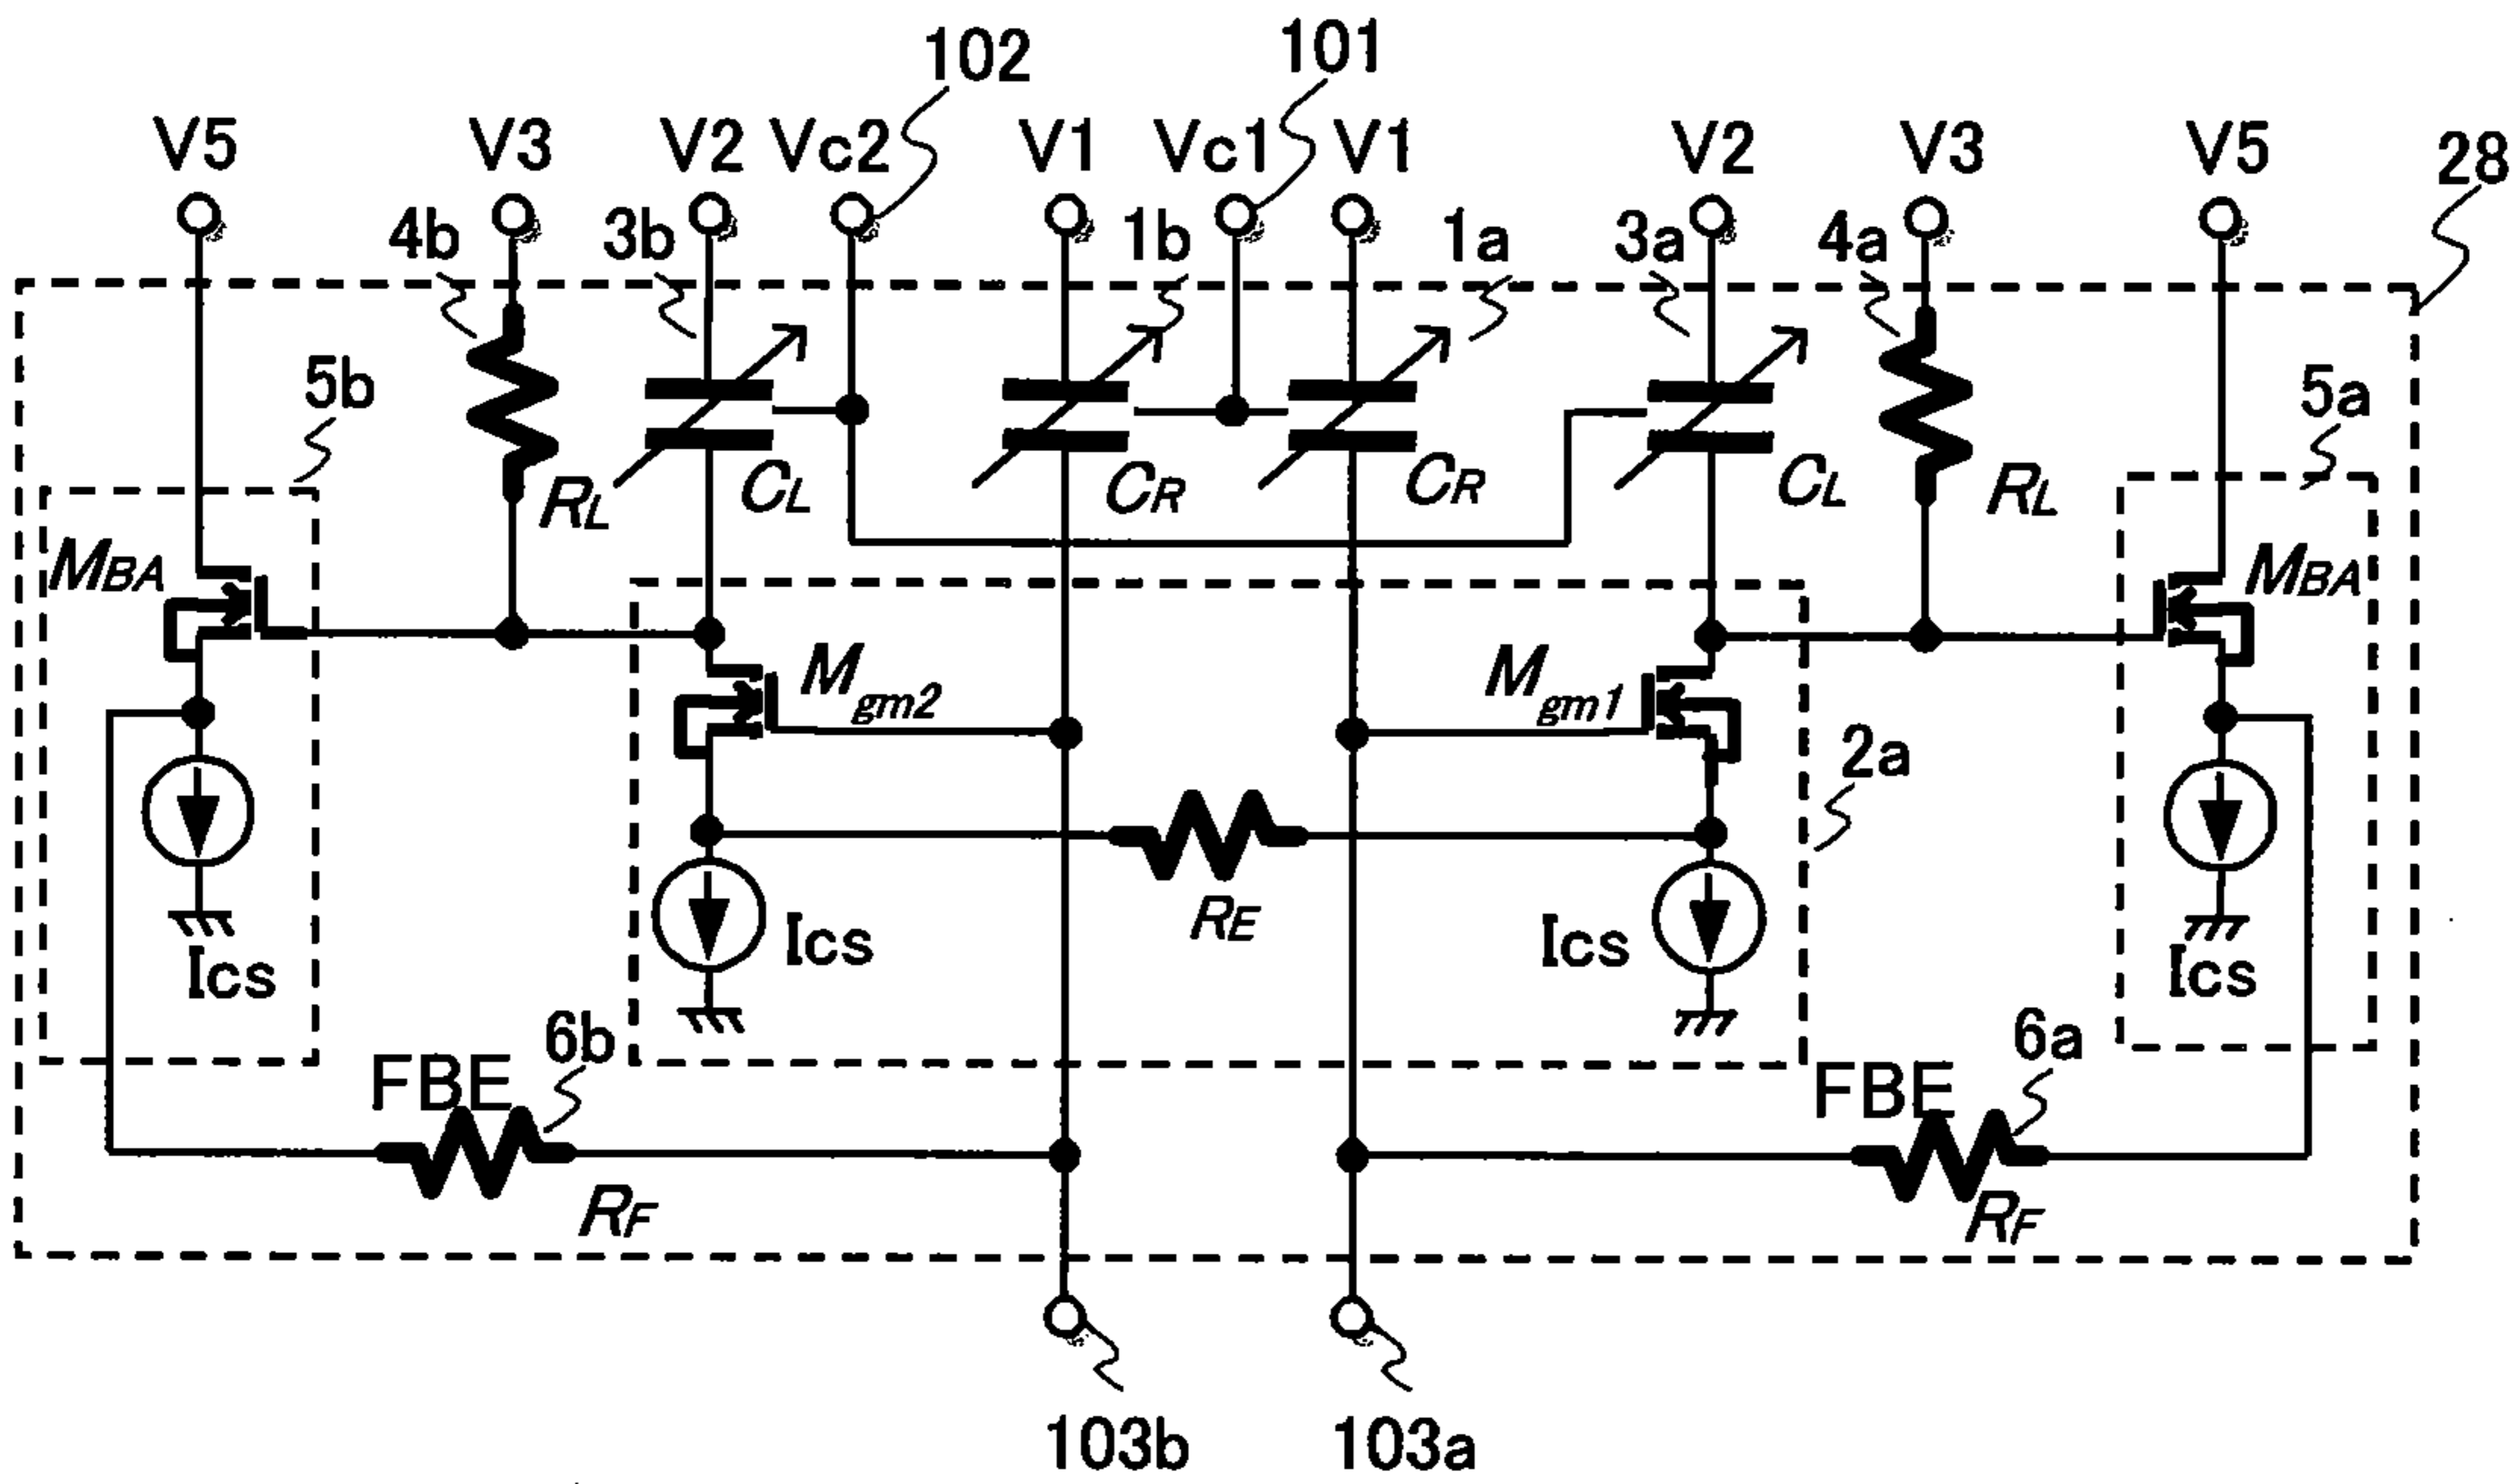 102 101
V5 V3 V2 Vc2 V1 Vc1 V1 V2 V3 V5 28
4b 3b 1b 1a 3a 4a
5b 5a
RL CL CR CR CL RL
MBA MBA
Mgm2 Mgm1
2a
RE
Ics Ics Ics Ics
FBE 6b FBE 6a
RF RF
103b 103a